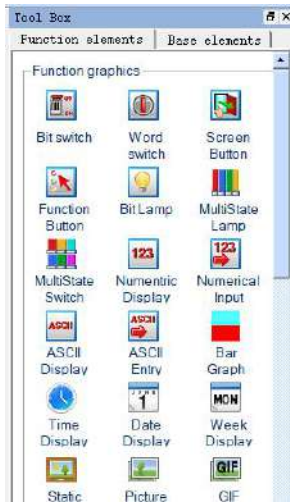 Tool Box
Function elements Base elements
Function graphics
Bit switch Word switch Screen Button
Function Button Bit Lamp MultiState Lamp
123 123
MultiState Switch Numentric Display Numerical Input
ASCII ASCII
ASCII Display ASCII Entry Bar Graph
1 MON
Time Display Date Display Week Display
GIF
Static Picture GIF